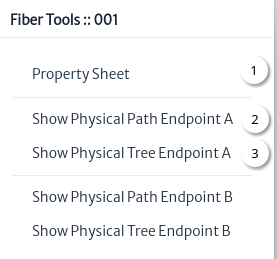 Fiber Tools :: 001
Property Sheet 1
Show Physical Path Endpoint A 2
Show Physical Tree Endpoint A 3
Show Physical Path Endpoint B
Show Physical Tree Endpoint B